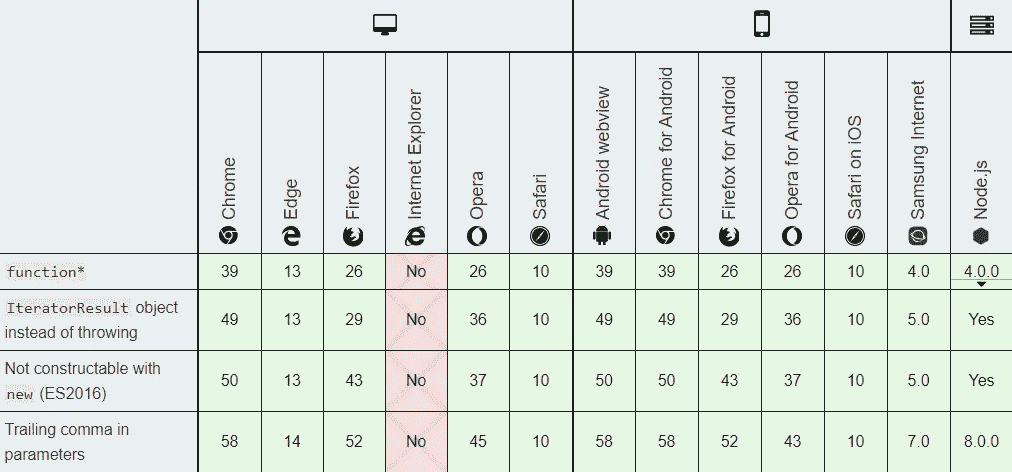 Chrome Edge Firefox Internet Explorer Opera Safari Android webview Chrome for Android Firefox for Android Opera for Android Safari on iOS Samsung Internet Node.js
function* 39 13 26 No 26 10 39 39 26 26 10 4.0 4.0.0
IteratorResult object
instead of throwing 49 13 29 No 36 10 49 49 29 36 10 5.0 Yes
Not constructable with
new (ES2016) 50 13 43 No 37 10 50 50 43 37 10 5.0 Yes
Trailing comma in
parameters 58 14 52 No 45 10 58 58 52 43 10 7.0 8.0.0